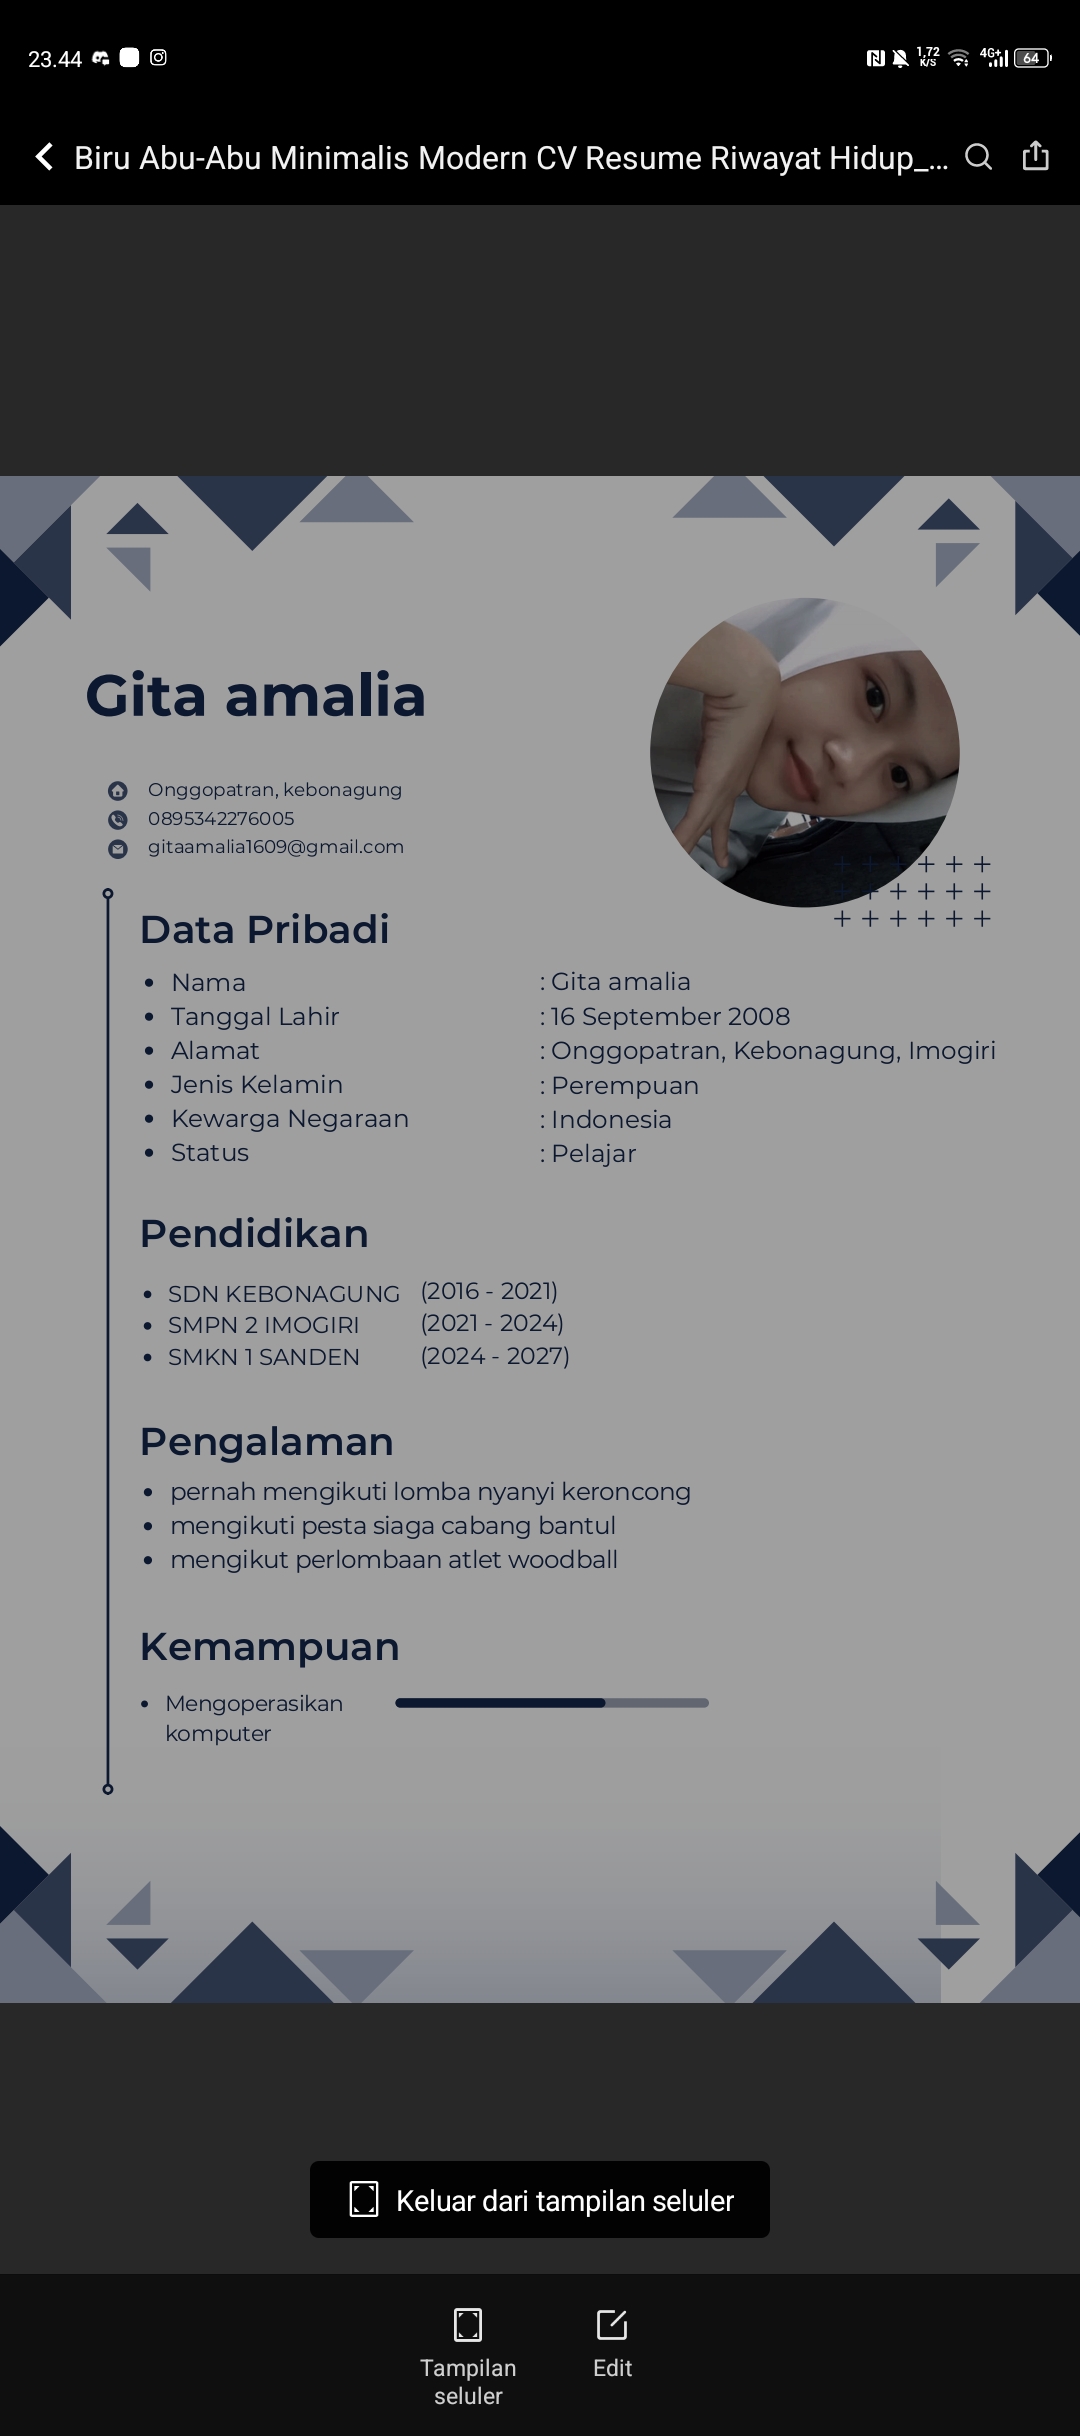 23.44
1,72
K/S
4G+
64
Biru Abu-Abu Minimalis Modern CV Resume Riwayat Hidup_...
Gita amalia
Onggopatran, kebonagung
0895342276005
gitaamalia1609@gmail.com
Data Pribadi
• Nama : Gita amalia
• Tanggal Lahir : 16 September 2008
• Alamat : Onggopatran, Kebonagung, Imogiri
• Jenis Kelamin : Perempuan
• Kewarga Negaraan : Indonesia
• Status : Pelajar
Pendidikan
• SDN KEBONAGUNG (2016 - 2021)
• SMPN 2 IMOGIRI (2021 - 2024)
• SMKN 1 SANDEN (2024 - 2027)
Pengalaman
• pernah mengikuti lomba nyanyi keroncong
• mengikuti pesta siaga cabang bantul
• mengikut perlombaan atlet woodball
Kemampuan
• Mengoperasikan
komputer
Keluar dari tampilan seluler
Tampilan
seluler
Edit